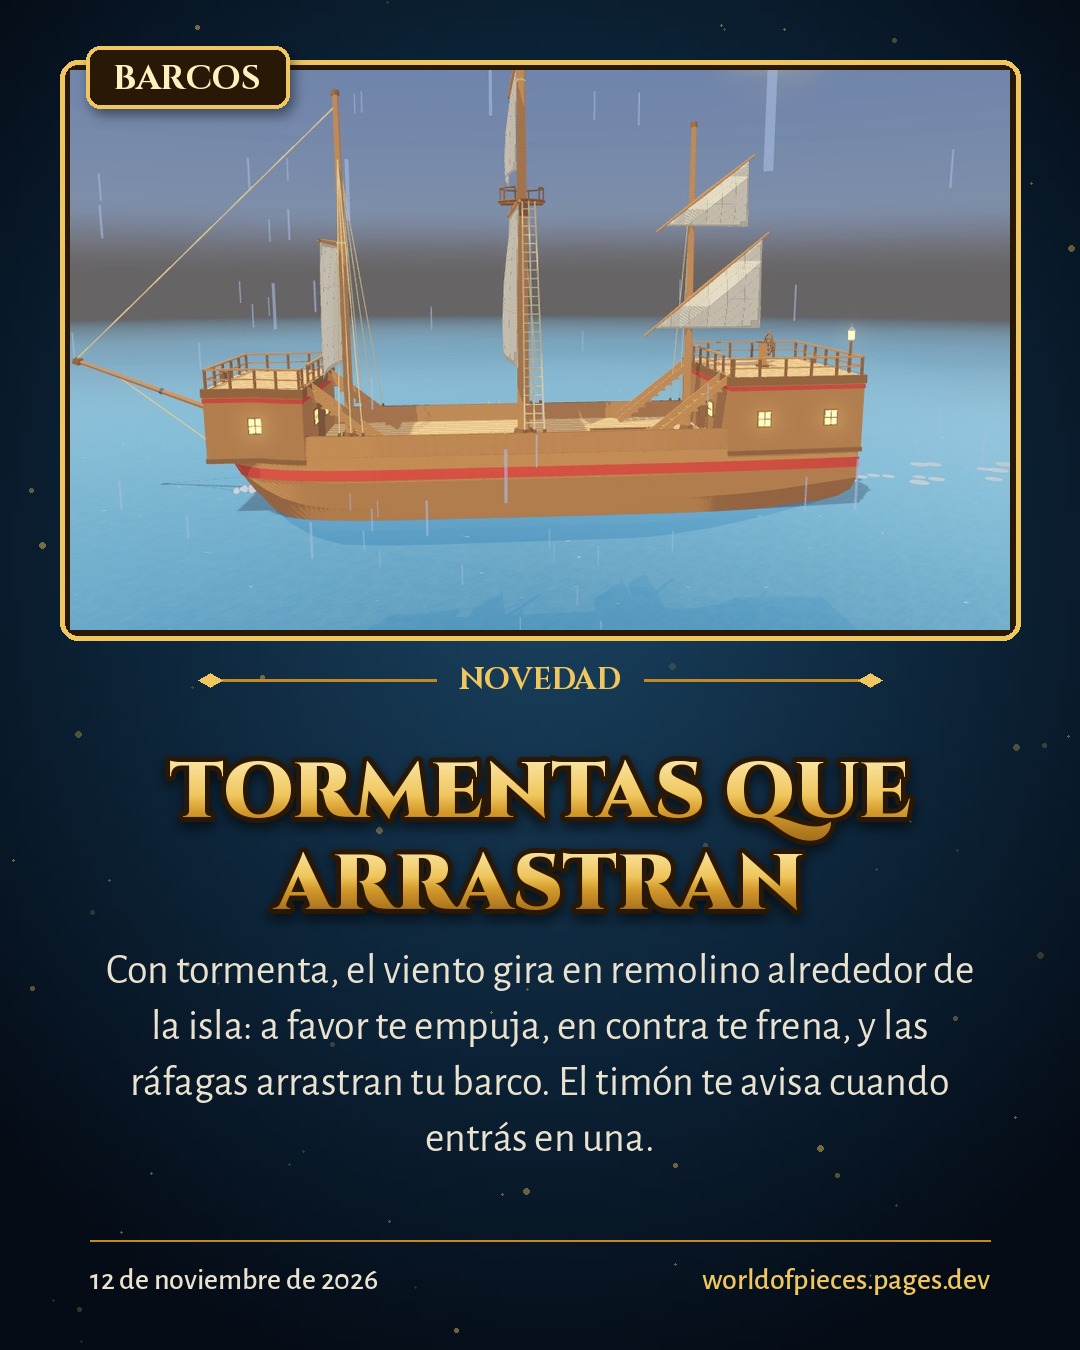 BARCOS
NOVEDAD
TORMENTAS QUE
ARRASTRAN
Con tormenta, el viento gira en remolino alrededor de
la isla: a favor te empuja, en contra te frena, y las
ráfagas arrastran tu barco. El timón te avisa cuando
entrás en una.
12 de noviembre de 2026
worldofpieces.pages.dev